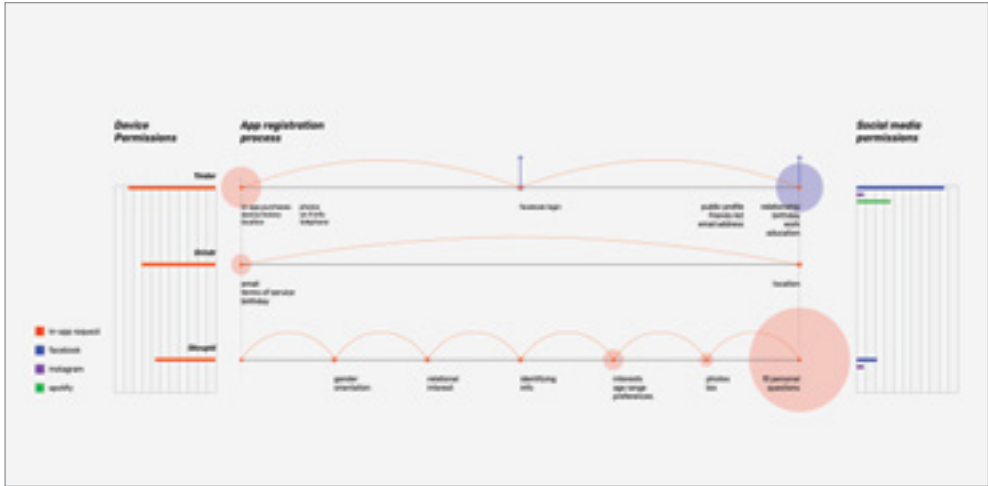 Device
Permissions
App registration
process
Social media
permissions
Tinder
in-app purchases
device history
location
photos
wi-fi info
telephone
facebook login
public profile
friends list
email address
relationship
birthday
work
education
Grindr
email
terms of service
birthday
location
in-app request
facebook
instagram
spotify
gender
orientation
relational
interest
identifying
info
interests
age range
preferences
photos
personal
questions